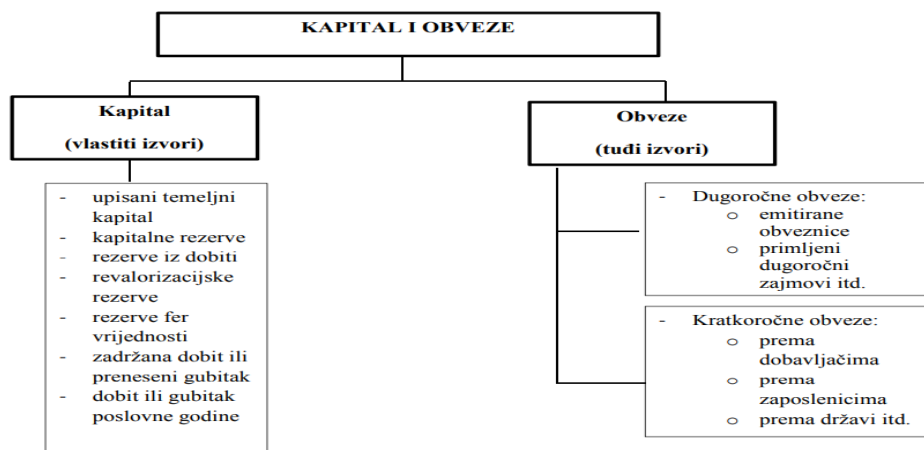 KAPITAL I OBVEZE
Kapital
(vlastiti izvori)
- upisani temeljni
kapital
- kapitalne rezerve
- rezerve iz dobiti
- revalorizacijske
rezerve
- rezerve fer
vrijednosti
- zadržana dobit ili
preneseni gubitak
- dobit ili gubitak
poslovne godine
Obveze
(tuđi izvori)
- Dugoročne obveze:
o emitirane
obveznice
o primljeni
dugoročni
zajmovi itd.
- Kratkoročne obveze:
o prema
dobavljačima
o prema
zaposlenicima
o prema državi itd.